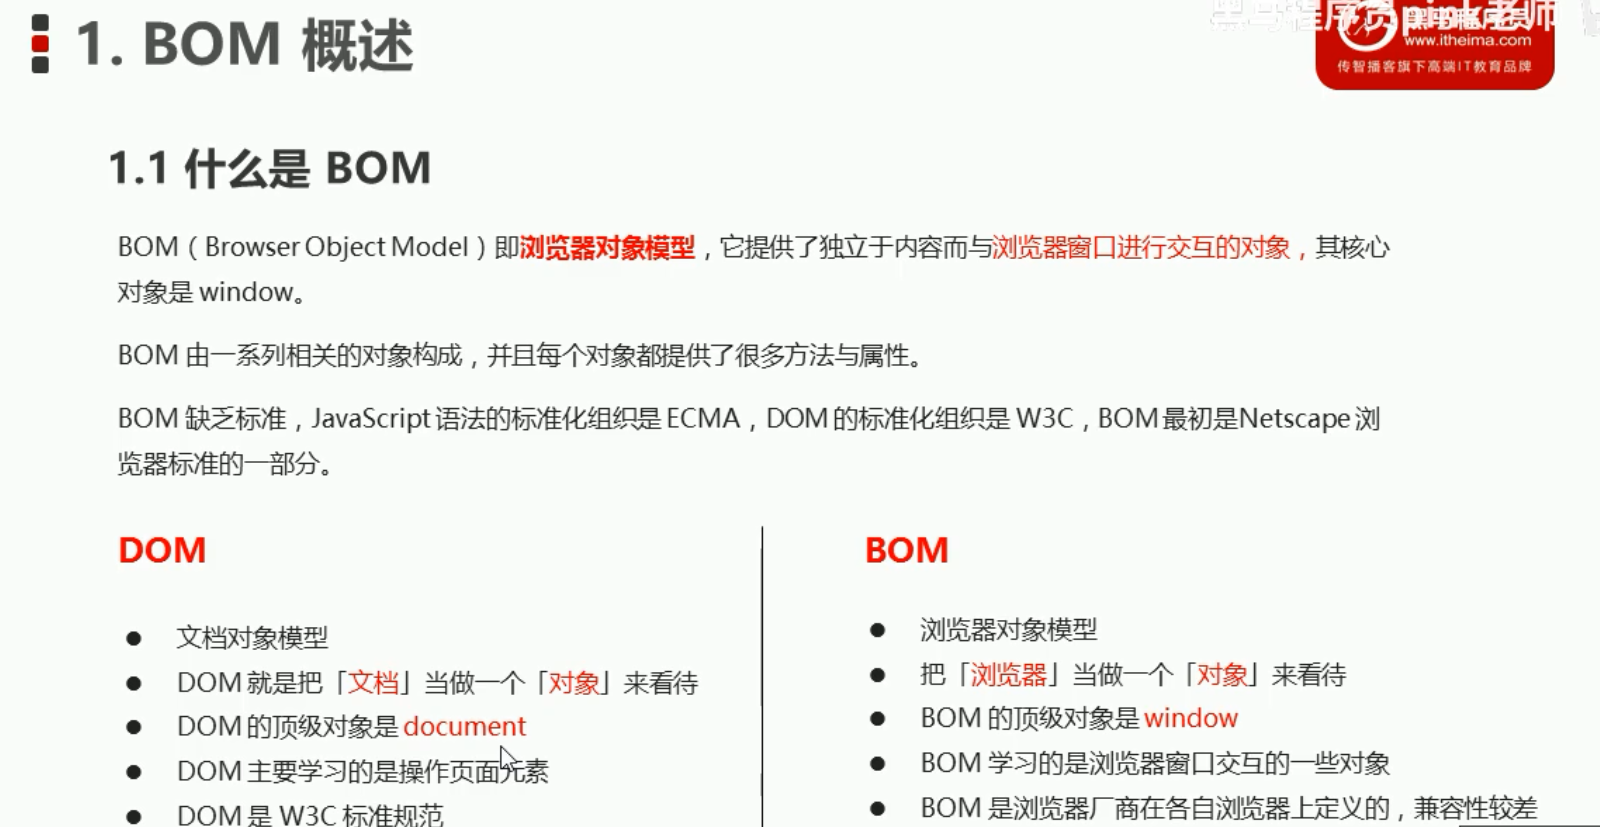 1. BOM 概述
黑马程序员pink老师
www.itheima.com
传智播客旗下高端IT教育品牌
1.1 什么是 BOM
BOM（Browser Object Model）即浏览器对象模型，它提供了独立于内容而与浏览器窗口进行交互的对象，其核心
对象是 window。
BOM 由一系列相关的对象构成，并且每个对象都提供了很多方法与属性。
BOM 缺乏标准，JavaScript 语法的标准化组织是 ECMA，DOM 的标准化组织是 W3C，BOM 最初是Netscape 浏
览器标准的一部分。
DOM
● 文档对象模型
● DOM 就是把「文档」当做一个「对象」来看待
● DOM 的顶级对象是 document
● DOM 主要学习的是操作页面元素
● DOM 是 W3C 标准规范
BOM
● 浏览器对象模型
● 把「浏览器」当做一个「对象」来看待
● BOM 的顶级对象是 window
● BOM 学习的是浏览器窗口交互的一些对象
● BOM 是浏览器厂商在各自浏览器上定义的，兼容性较差